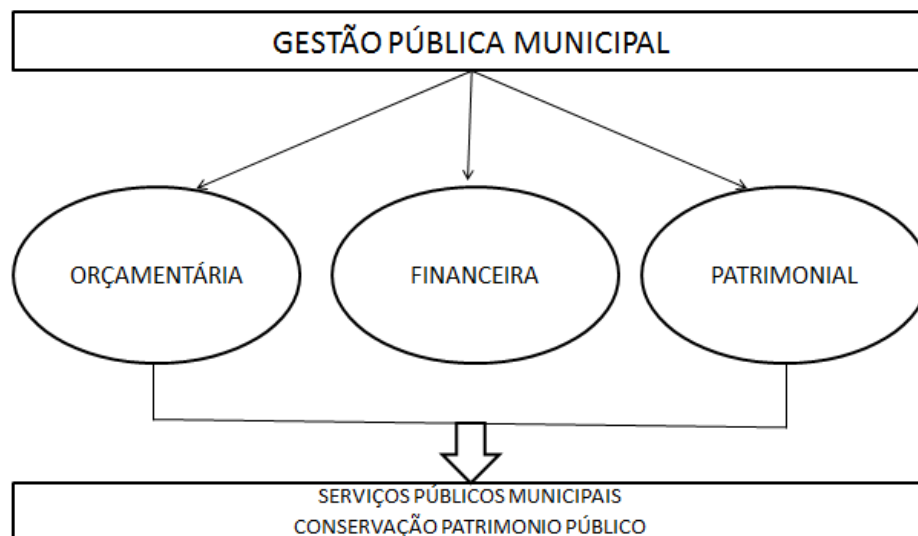 GESTÃO PÚBLICA MUNICIPAL
ORÇAMENTÁRIA
FINANCEIRA
PATRIMONIAL
SERVIÇOS PÚBLICOS MUNICIPAIS
CONSERVAÇÃO PATRIMONIO PÚBLICO